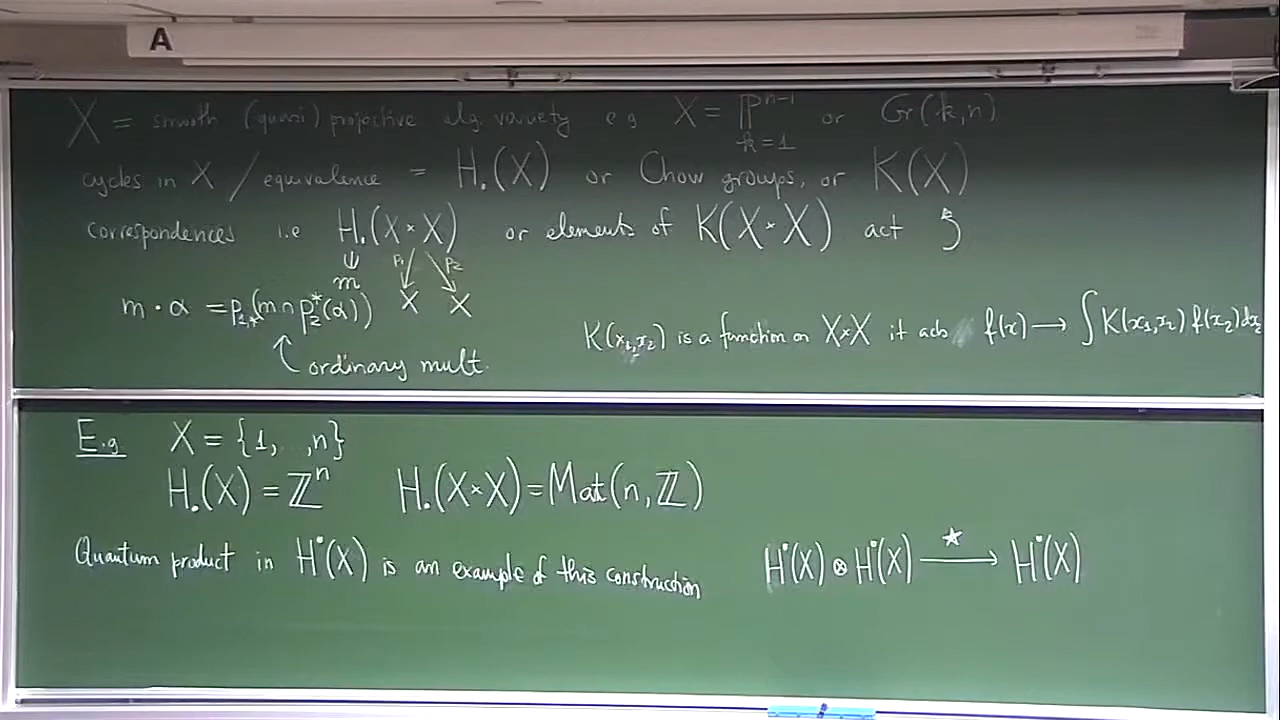 A
X = smooth (quasi) projective alg. variety e.g. X = ℙⁿ⁻¹ or Gr(k,n)
k=1
cycles in X / equivalence = H.(X) or Chow groups, or K(X)
correspondences i.e H.(X×X) or elements of K(X×X) act
m p₁ p₂
m·α = p₁,*(m∩p₂*(α)) X X
K(x₁,x₂) is a function on X×X it acts f(x) → ∫K(x₁,x₂) f(x₂)dx₂
ordinary mult.
E.g. X = {1, .. ,n}
H.(X) = ℤⁿ H.(X×X) = Mat(n,ℤ)
Quantum product in H˙(X) is an example of this construction H˙(X)⊗H˙(X) ⟶ H˙(X)
★